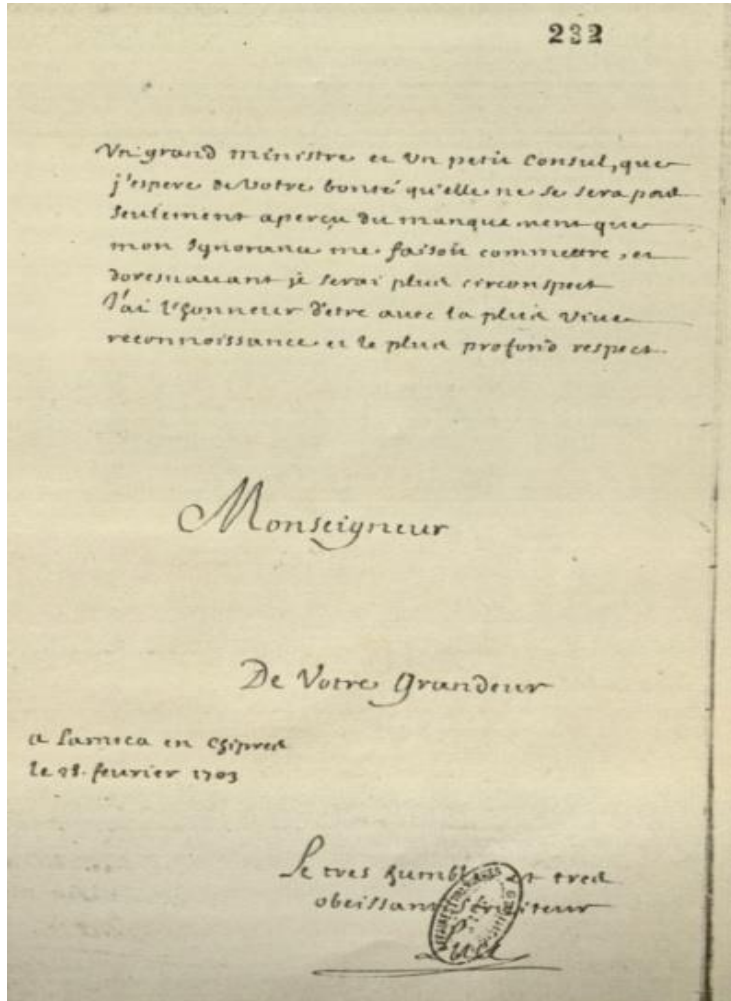 232
Un grand ministre et un petit Consul, que
j'espere de Votre bonté qu'elle ne se sera pas
seulement aperçu du manquement que
mon Ignorance me faisoit commettre, et
doresnavant je serai plus circonspect
J'ai l'honneur d'etre avec la plus vive
reconnoissance et le plus profond respect
Monseigneur
De Votre Grandeur
a Larneca en Chipres
le 28. fevrier 1703
Le tres humble et tres
obeissant serviteur